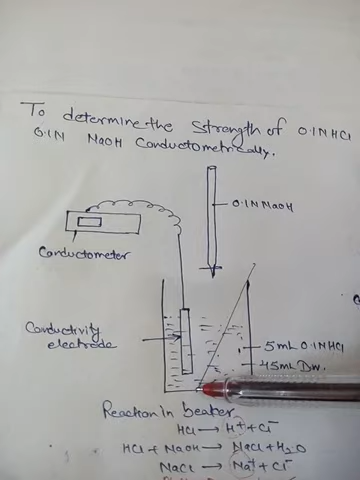 To determine the Strength of 0.1N HCl
0.1N NaOH Conductometrically.
0.1N NaOH
Conductometer
Conductivity
electrode
5mL 0.1N HCl
45mL Dw.
Reaction in beaker
HCl → H⁺ + Cl⁻
HCl + NaOH → NaCl + H₂O
NaCl → Na⁺ + Cl⁻